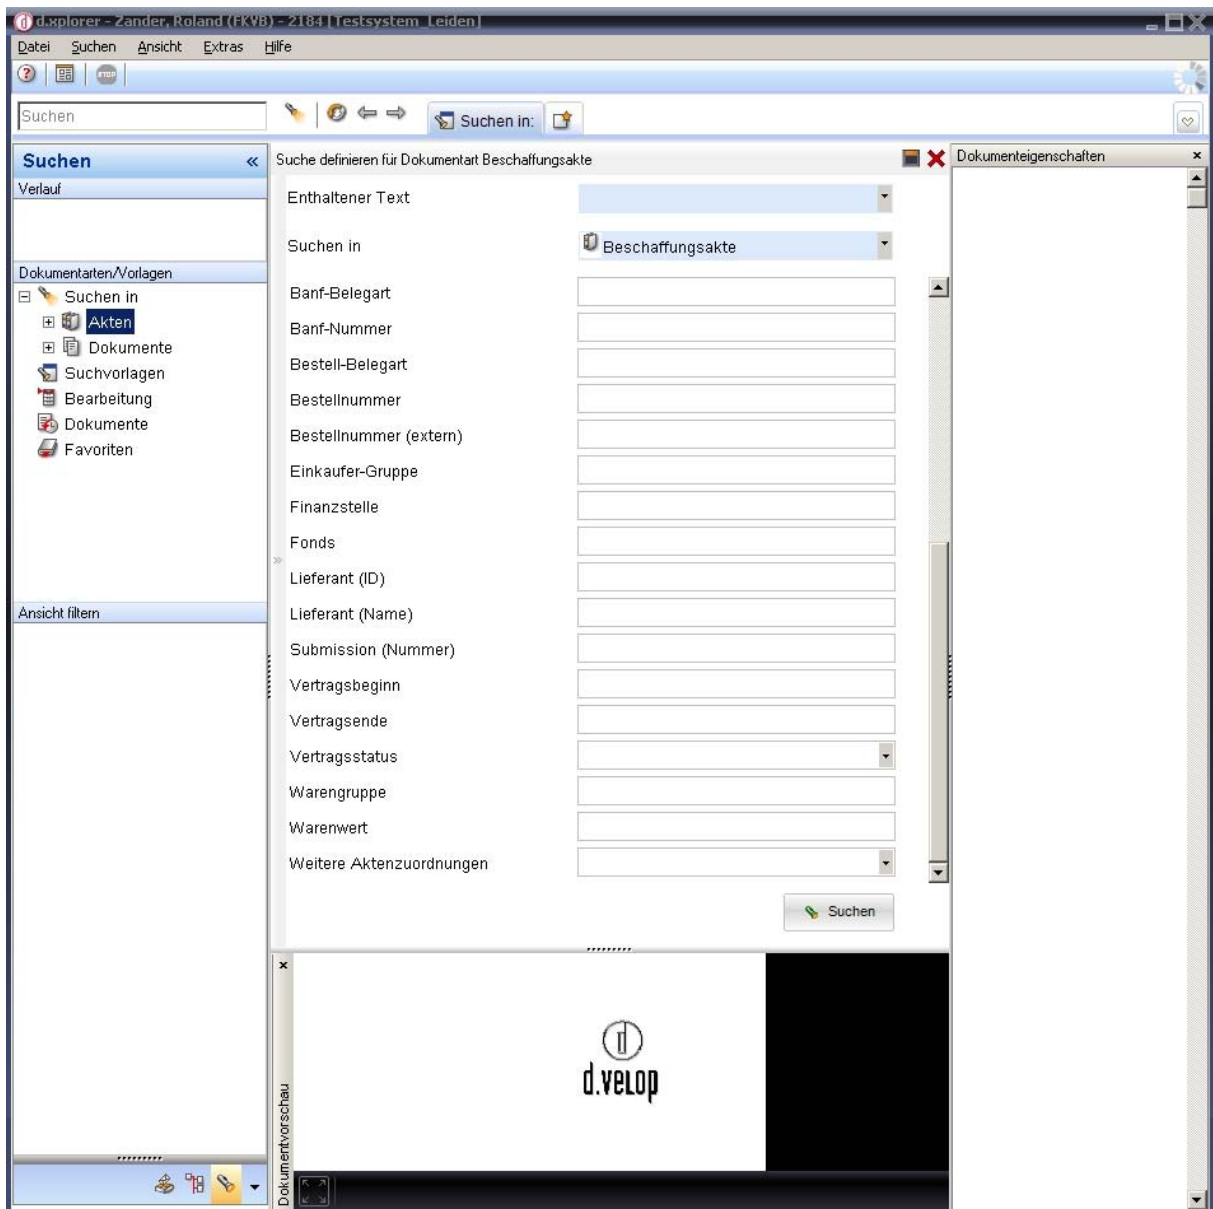 d.xplorer - Zander, Roland (FKVB) - 2184 [Testsystem_Leiden]
Datei Suchen Ansicht Extras Hilfe
STOP
Suchen
Suchen in:
Suchen «
Verlauf
Dokumentarten/Vorlagen
Suchen in
Akten
Dokumente
Suchvorlagen
Bearbeitung
Dokumente
Favoriten
Ansicht filtern
Suche definieren für Dokumentart Beschaffungsakte
Enthaltener Text
Suchen in Beschaffungsakte
Banf-Belegart
Banf-Nummer
Bestell-Belegart
Bestellnummer
Bestellnummer (extern)
Einkaufer-Gruppe
Finanzstelle
Fonds
Lieferant (ID)
Lieferant (Name)
Submission (Nummer)
Vertragsbeginn
Vertragsende
Vertragsstatus
Warengruppe
Warenwert
Weitere Aktenzuordnungen
Suchen
Dokumentvorschau
d.velop
Dokumenteigenschaften